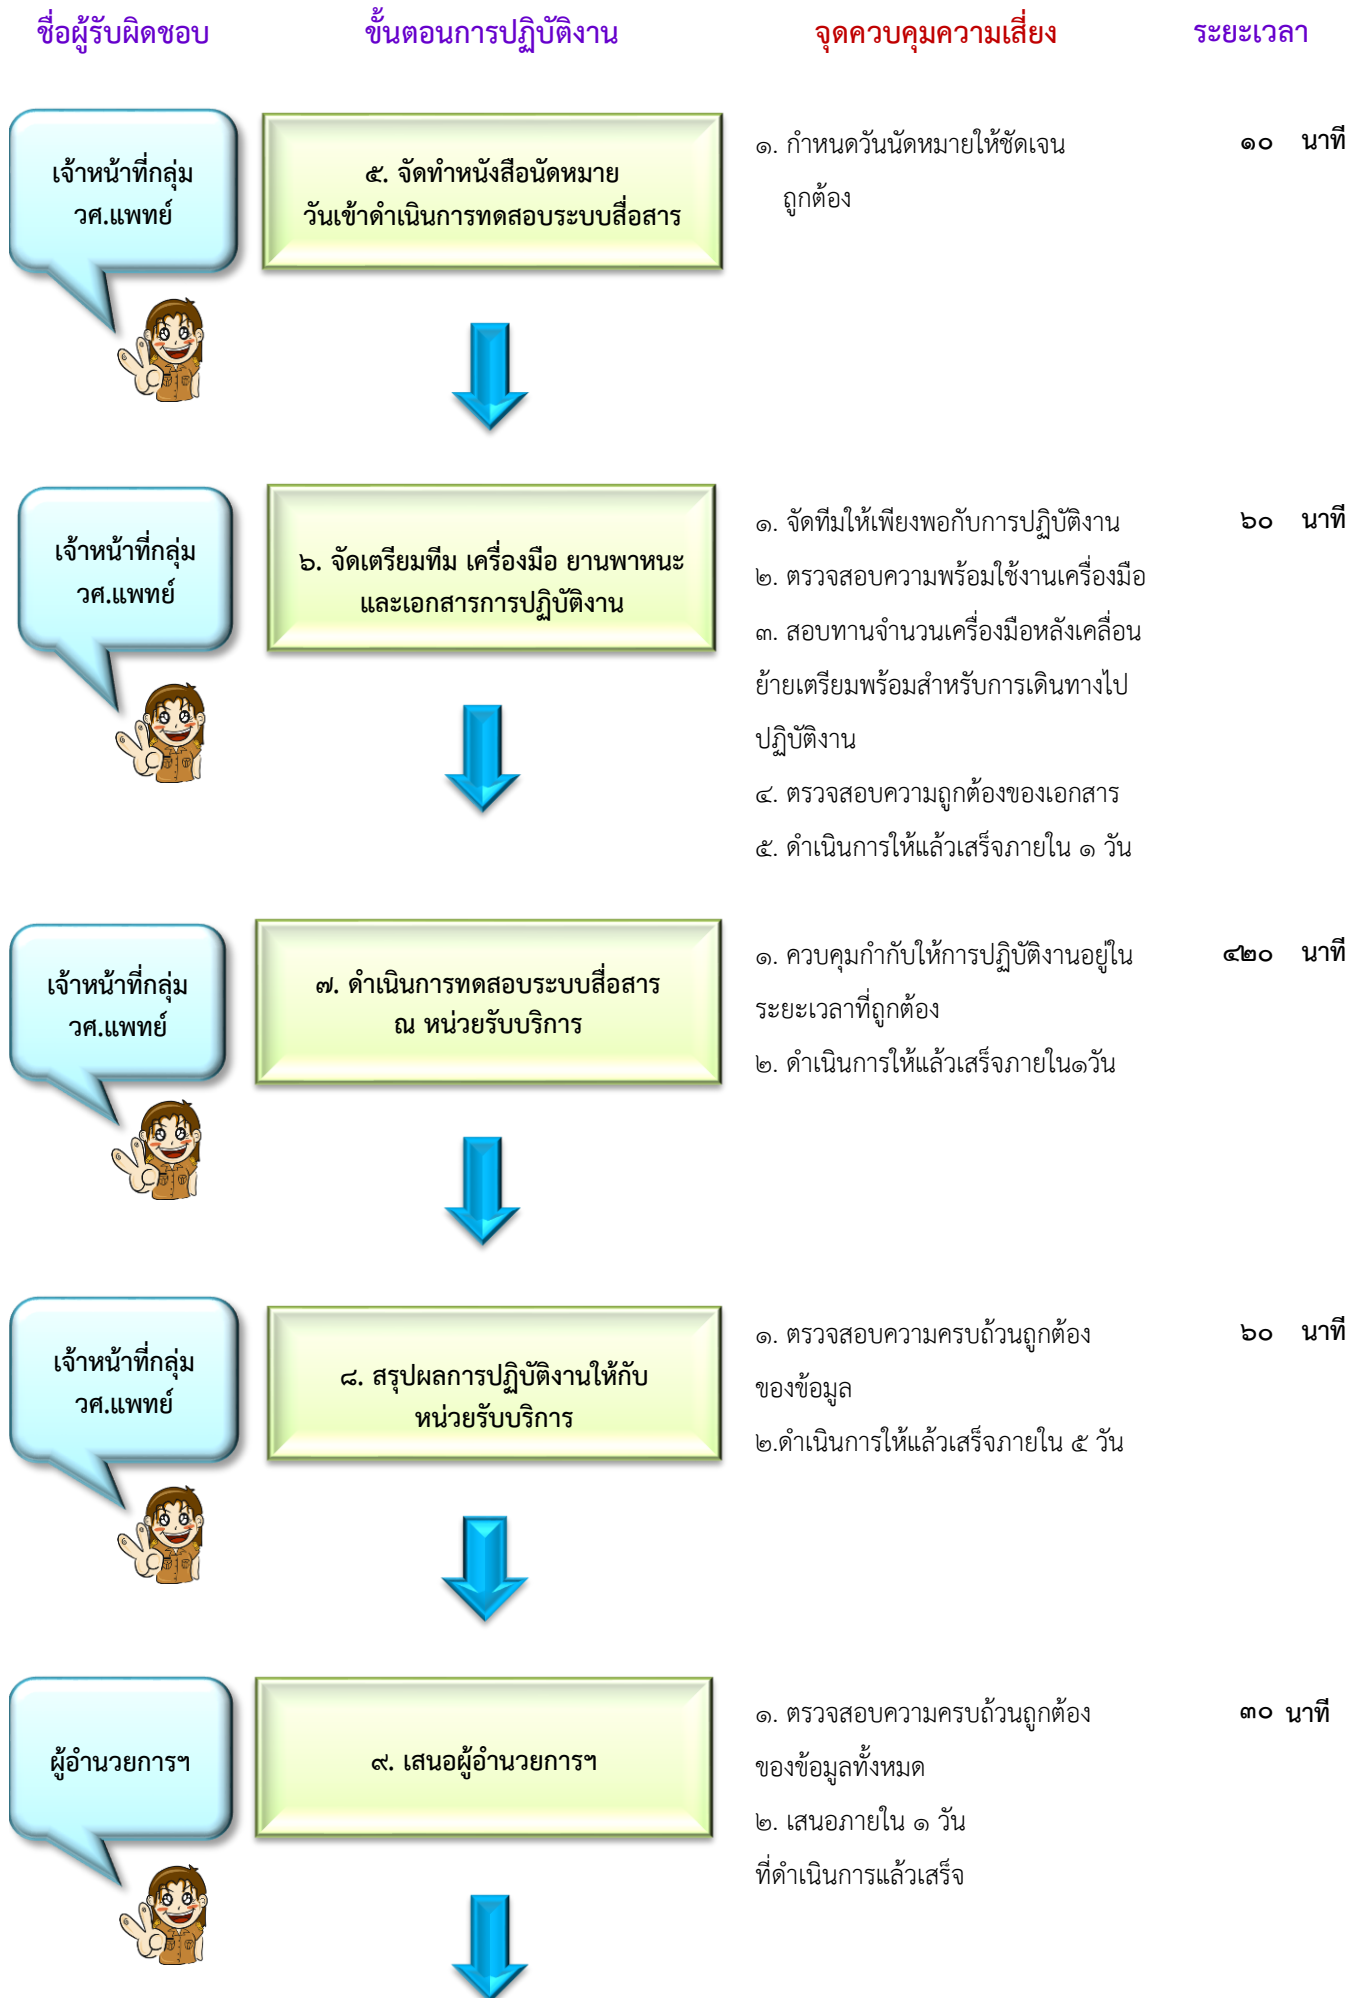 ชื่อผู้รับผิดชอบ ขั้นตอนการปฏิบัติงาน จุดควบคุมความเสี่ยง ระยะเวลา
เจ้าหน้าที่กลุ่ม
วศ.แพทย์
๕. จัดทำหนังสือนัดหมาย
วันเข้าดำเนินการทดสอบระบบสื่อสาร
๑. กำหนดวันนัดหมายให้ชัดเจน
ถูกต้อง
๑๐ นาที
เจ้าหน้าที่กลุ่ม
วศ.แพทย์
๖. จัดเตรียมทีม เครื่องมือ ยานพาหนะ
และเอกสารการปฏิบัติงาน
๑. จัดทีมให้เพียงพอกับการปฏิบัติงาน
๒. ตรวจสอบความพร้อมใช้งานเครื่องมือ
๓. สอบทานจำนวนเครื่องมือหลังเคลื่อน
ย้ายเตรียมพร้อมสำหรับการเดินทางไป
ปฏิบัติงาน
๔. ตรวจสอบความถูกต้องของเอกสาร
๕. ดำเนินการให้แล้วเสร็จภายใน ๑ วัน
๖๐ นาที
เจ้าหน้าที่กลุ่ม
วศ.แพทย์
๗. ดำเนินการทดสอบระบบสื่อสาร
ณ หน่วยรับบริการ
๑. ควบคุมกำกับให้การปฏิบัติงานอยู่ใน
ระยะเวลาที่ถูกต้อง
๒. ดำเนินการให้แล้วเสร็จภายใน๑วัน
๔๒๐ นาที
เจ้าหน้าที่กลุ่ม
วศ.แพทย์
๘. สรุปผลการปฏิบัติงานให้กับ
หน่วยรับบริการ
๑. ตรวจสอบความครบถ้วนถูกต้อง
ของข้อมูล
๒.ดำเนินการให้แล้วเสร็จภายใน ๕ วัน
๖๐ นาที
ผู้อำนวยการฯ
๙. เสนอผู้อำนวยการฯ
๑. ตรวจสอบความครบถ้วนถูกต้อง
ของข้อมูลทั้งหมด
๒. เสนอภายใน ๑ วัน
ที่ดำเนินการแล้วเสร็จ
๓๐ นาที